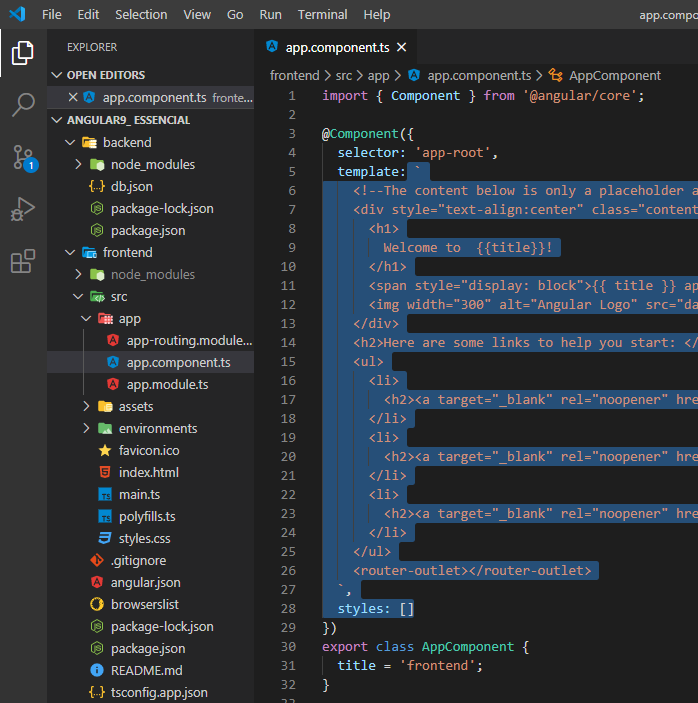 File Edit Selection View Go Run Terminal Help app.compo
EXPLORER
OPEN EDITORS
app.component.ts fronte...
ANGULAR9_ ESSENCIAL
backend
node_modules
db.json
package-lock.json
package.json
frontend
node_modules
src
app
app-routing.module...
app.component.ts
app.module.ts
assets
environments
favicon.ico
index.html
main.ts
polyfills.ts
styles.css
.gitignore
angular.json
browserslist
package-lock.json
package.json
README.md
tsconfig.app.json
1
app.component.ts
frontend > src > app > app.component.ts > AppComponent
1 import { Component } from '@angular/core';
2
3 @Component({
4 selector: 'app-root',
5 template: `
6 <!--The content below is only a placeholder a
7 <div style="text-align:center" class="content
8 <h1>
9 Welcome to {{title}}!
10 </h1>
11 <span style="display: block">{{ title }} ap
12 <img width="300" alt="Angular Logo" src="da
13 </div>
14 <h2>Here are some links to help you start: </
15 <ul>
16 <li>
17 <h2><a target="_blank" rel="noopener" hre
18 </li>
19 <li>
20 <h2><a target="_blank" rel="noopener" hre
21 </li>
22 <li>
23 <h2><a target="_blank" rel="noopener" hre
24 </li>
25 </ul>
26 <router-outlet></router-outlet>
27 `,
28 styles: []
29 })
30 export class AppComponent {
31 title = 'frontend';
32 }